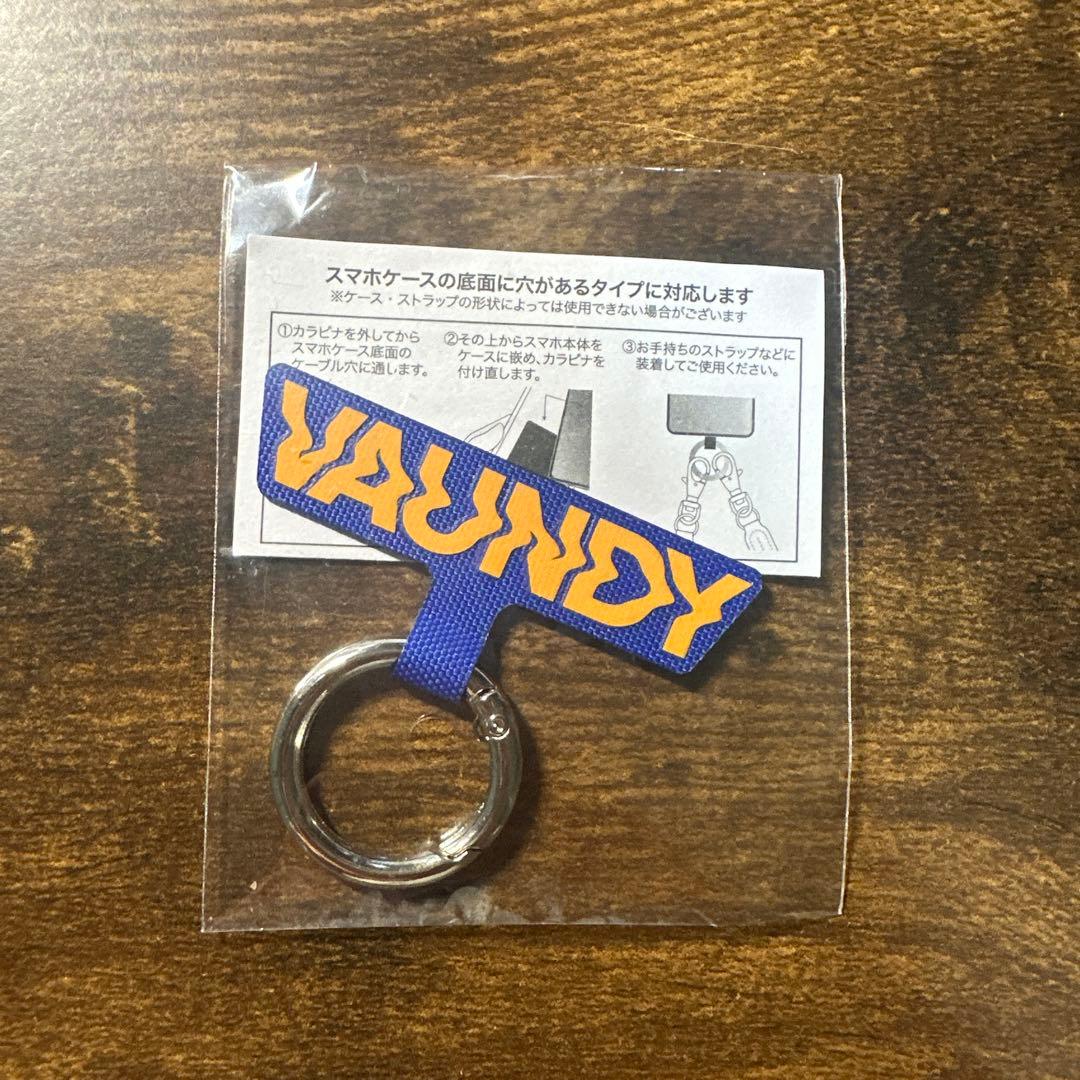 スマホケースの底面に穴があるタイプに対応します
※ケース・ストラップの形状によっては使用できない場合がございます
①カラビナを外してから
スマホケース底面の
ケーブル穴に通します。
②その上からスマホ本体を
ケースに嵌め、カラビナを
付け直します。
③お手持ちのストラップなどに
装着してご使用ください。
VAUNDY